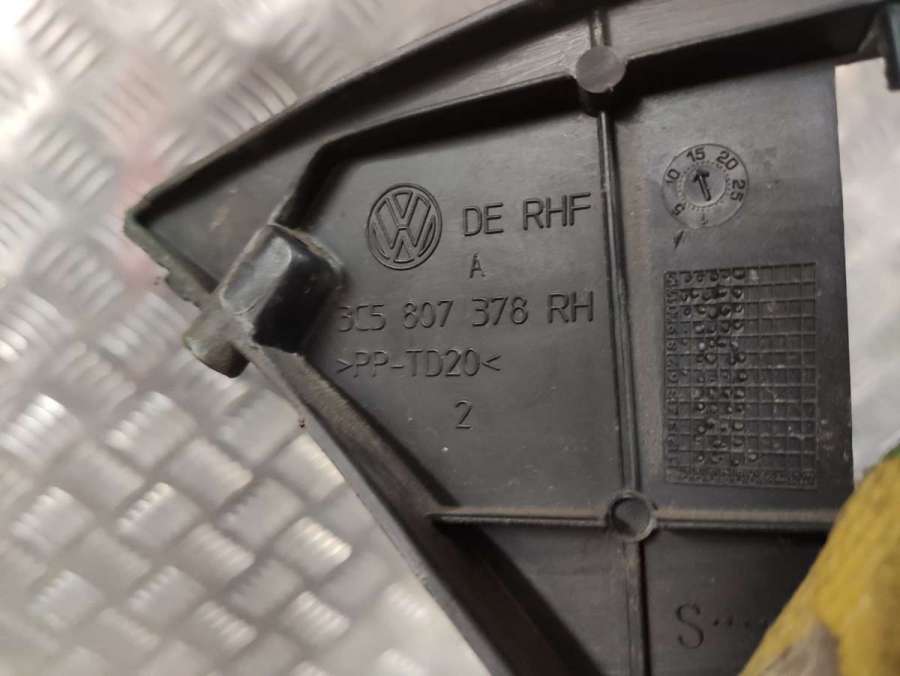 DE RHF
A
3C5 807 378 RH
>PP-TD20<
2
5 10 15 20 25
S